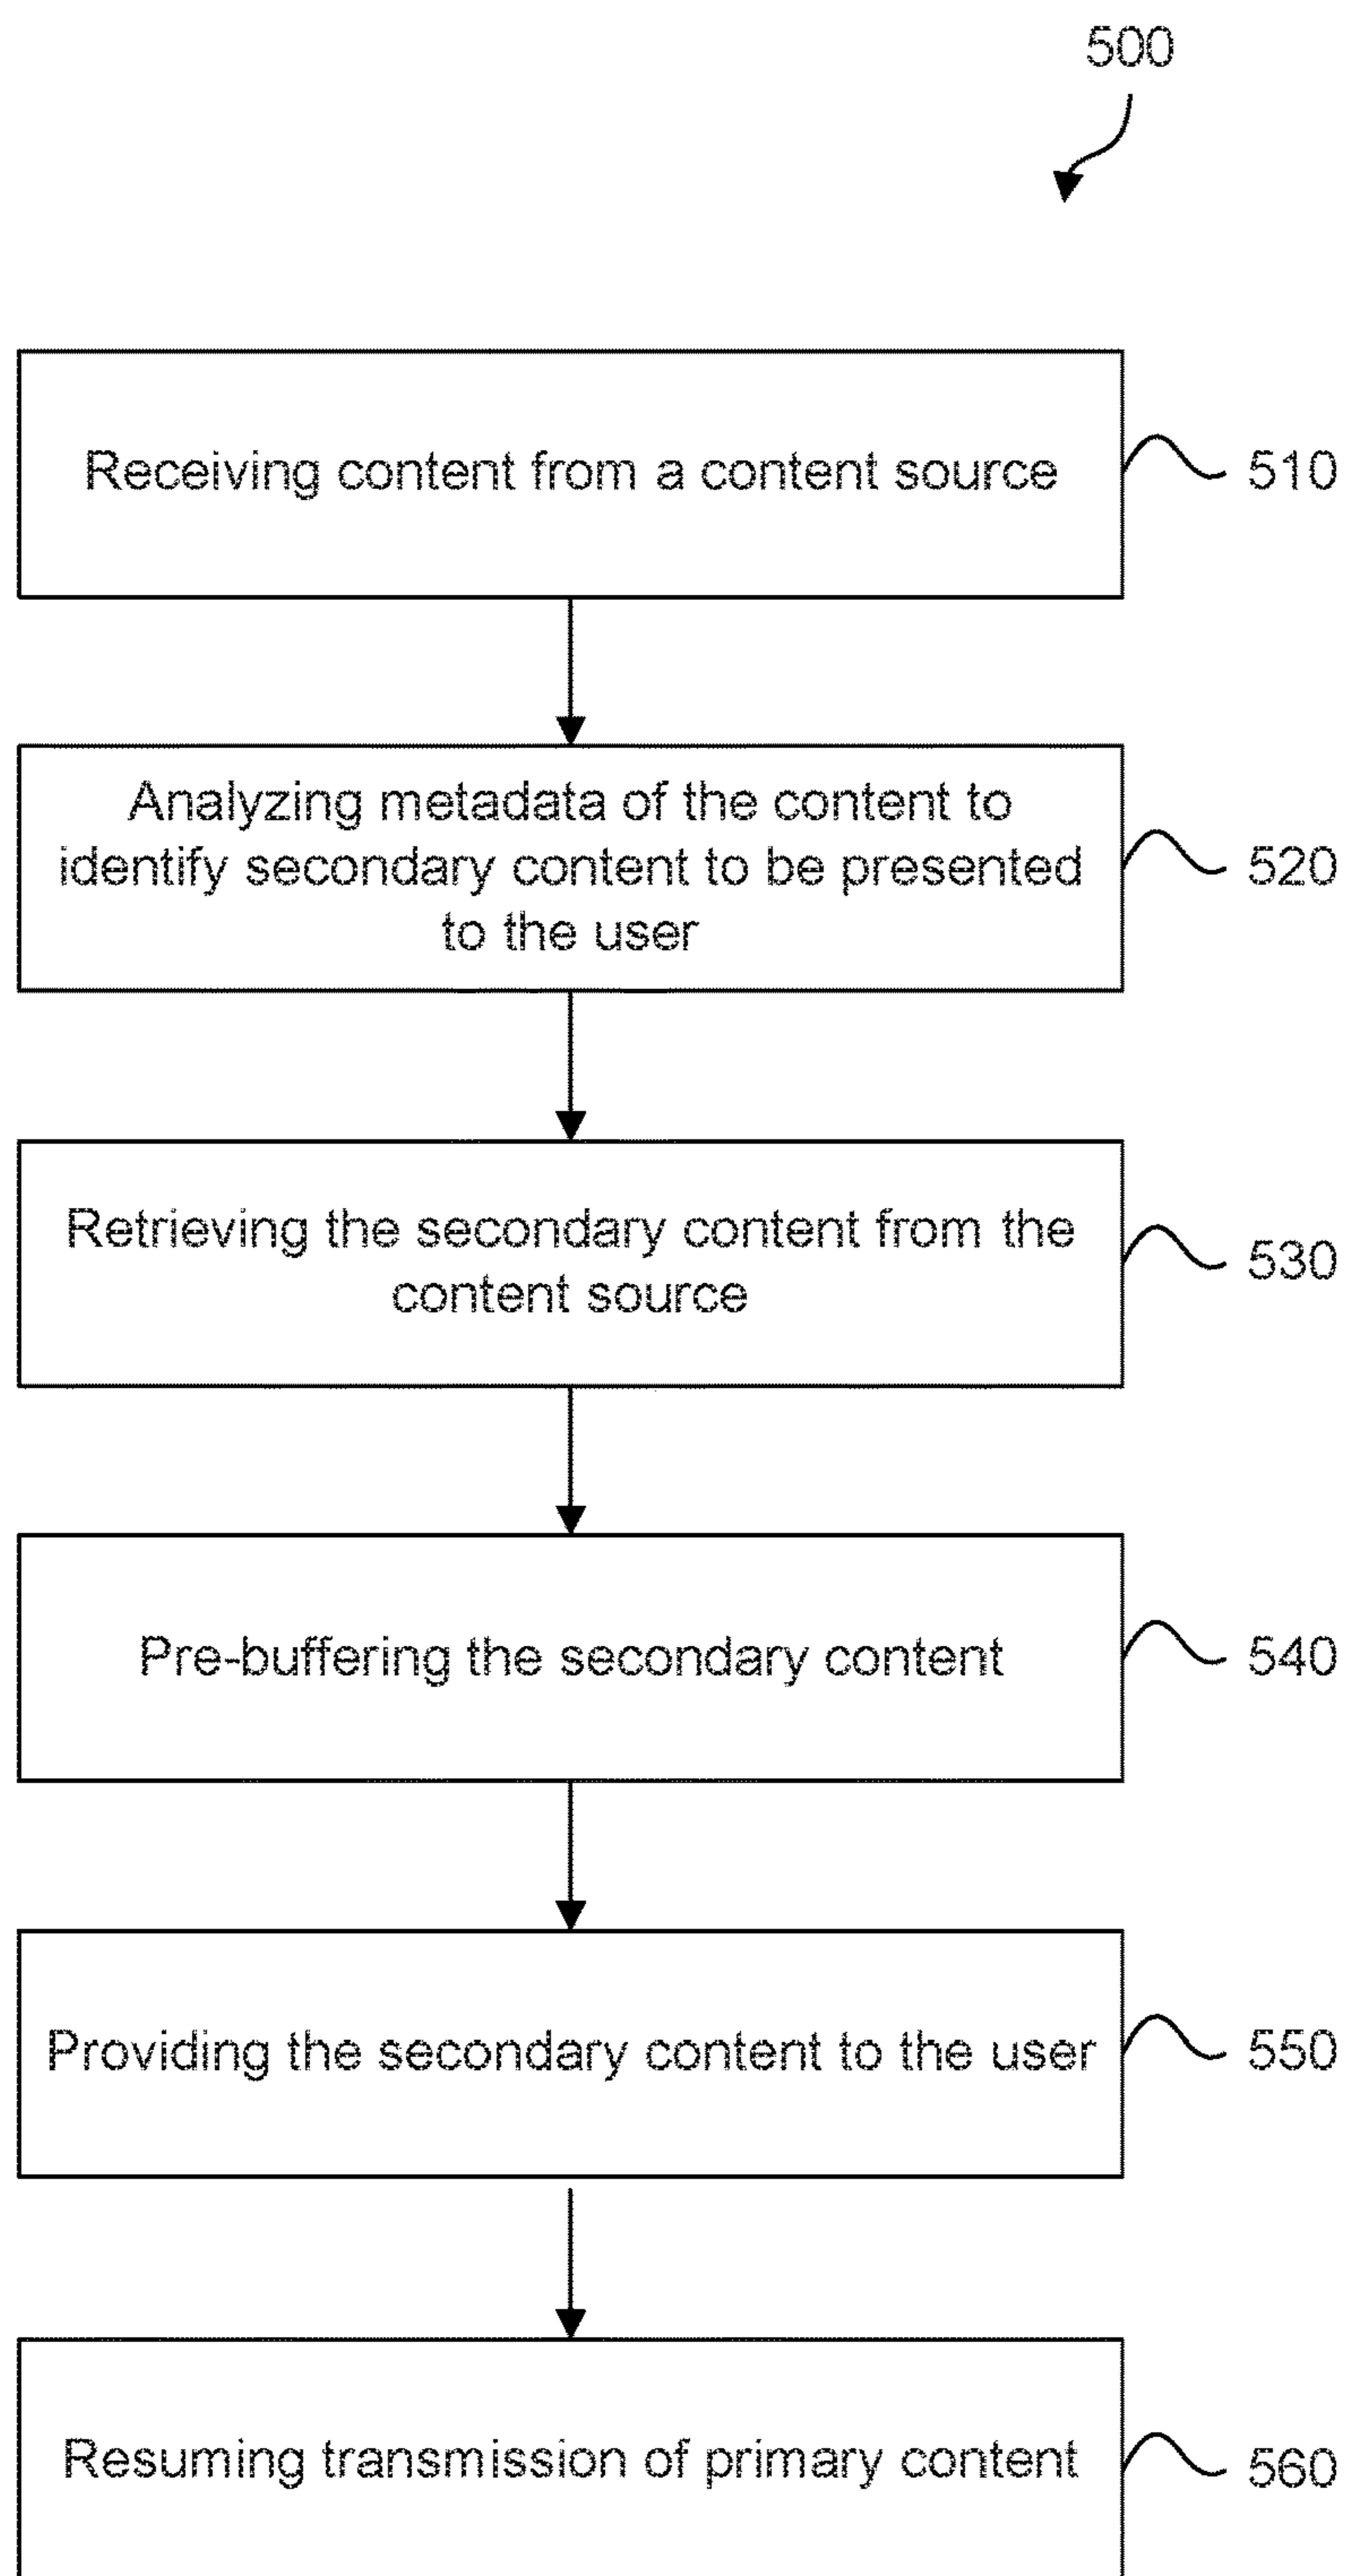 500
Receiving content from a content source
510
Analyzing metadata of the content to
identify secondary content to be presented
to the user
520
Retrieving the secondary content from the
content source
530
Pre-buffering the secondary content
540
Providing the secondary content to the user
550
Resuming transmission of primary content
560